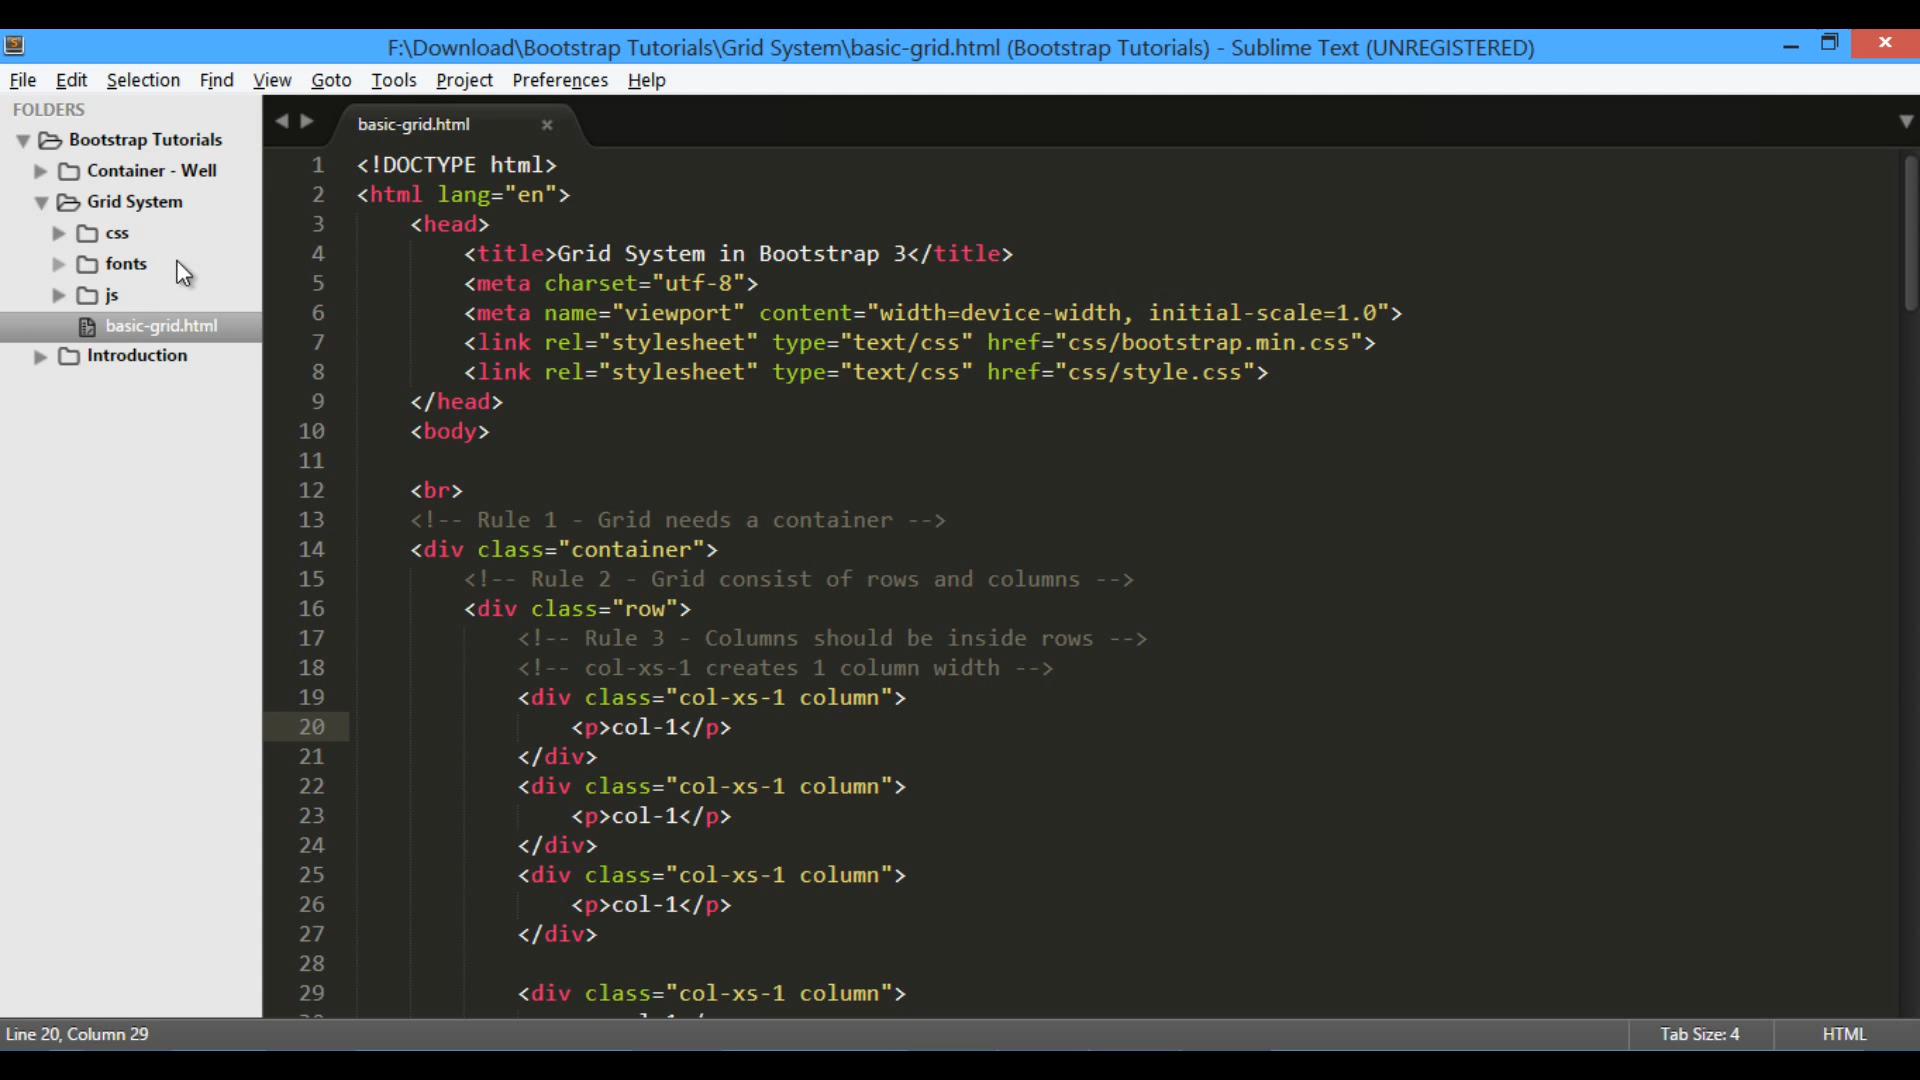 F:\Download\Bootstrap Tutorials\Grid System\basic-grid.html (Bootstrap Tutorials) - Sublime Text (UNREGISTERED)
File Edit Selection Find View Goto Tools Project Preferences Help
FOLDERS
Bootstrap Tutorials
Container - Well
Grid System
css
fonts
js
basic-grid.html
Introduction
basic-grid.html
1 <!DOCTYPE html>
2 <html lang="en">
3 <head>
4 <title>Grid System in Bootstrap 3</title>
5 <meta charset="utf-8">
6 <meta name="viewport" content="width=device-width, initial-scale=1.0">
7 <link rel="stylesheet" type="text/css" href="css/bootstrap.min.css">
8 <link rel="stylesheet" type="text/css" href="css/style.css">
9 </head>
10 <body>
11
12 <br>
13 <!-- Rule 1 - Grid needs a container -->
14 <div class="container">
15 <!-- Rule 2 - Grid consist of rows and columns -->
16 <div class="row">
17 <!-- Rule 3 - Columns should be inside rows -->
18 <!-- col-xs-1 creates 1 column width -->
19 <div class="col-xs-1 column">
20 <p>col-1</p>
21 </div>
22 <div class="col-xs-1 column">
23 <p>col-1</p>
24 </div>
25 <div class="col-xs-1 column">
26 <p>col-1</p>
27 </div>
28
29 <div class="col-xs-1 column">
Line 20, Column 29
Tab Size: 4
HTML